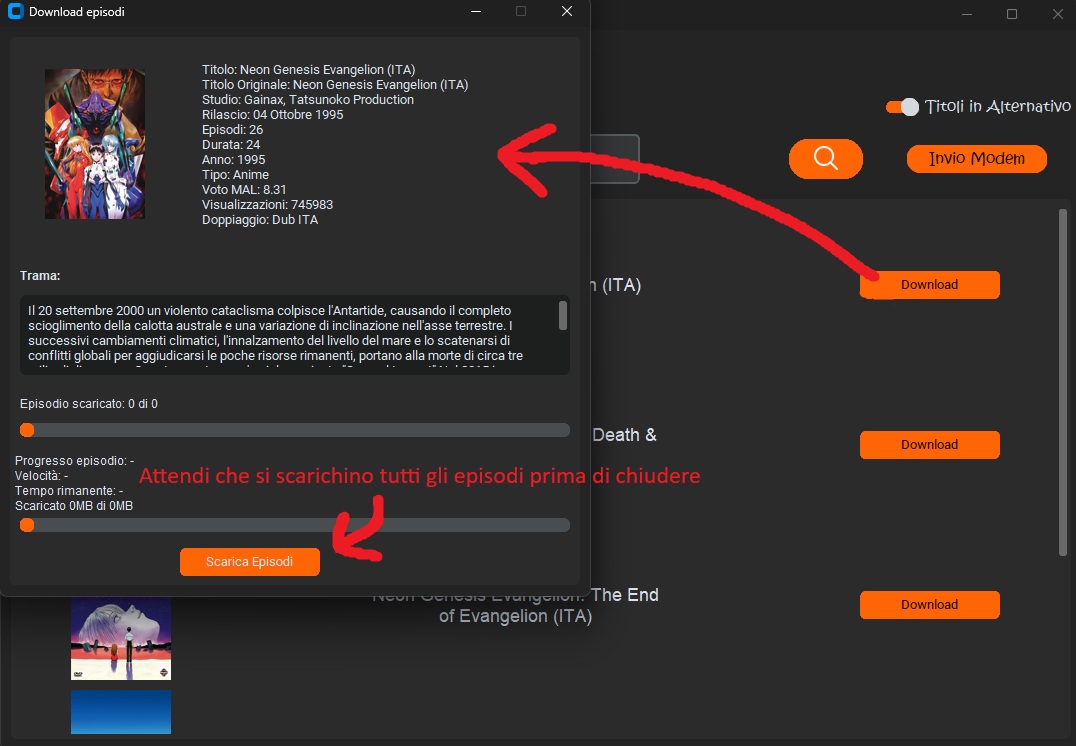 Download episodi
Titolo: Neon Genesis Evangelion (ITA)
Titolo Originale: Neon Genesis Evangelion (ITA)
Studio: Gainax, Tatsunoko Production
Rilascio: 04 Ottobre 1995
Episodi: 26
Durata: 24
Anno: 1995
Tipo: Anime
Voto MAL: 8.31
Visualizzazioni: 745983
Doppiaggio: Dub ITA
Trama:
Il 20 settembre 2000 un violento cataclisma colpisce l'Antartide, causando il completo
scioglimento della calotta australe e una variazione di inclinazione nell'asse terrestre. I
successivi cambiamenti climatici, l'innalzamento del livello del mare e lo scatenarsi di
conflitti globali per aggiudicarsi le poche risorse rimanenti, portano alla morte di circa tre
Episodio scaricato: 0 di 0
Progresso episodio: -
Velocità: -
Tempo rimanente: -
Scaricato 0MB di 0MB
Attendi che si scarichino tutti gli episodi prima di chiudere
Scarica Episodi
Titoli in Alternativo
Invio Modem
(ITA)
Download
Death &
Download
Neon Genesis Evangelion: The End
of Evangelion (ITA)
Download